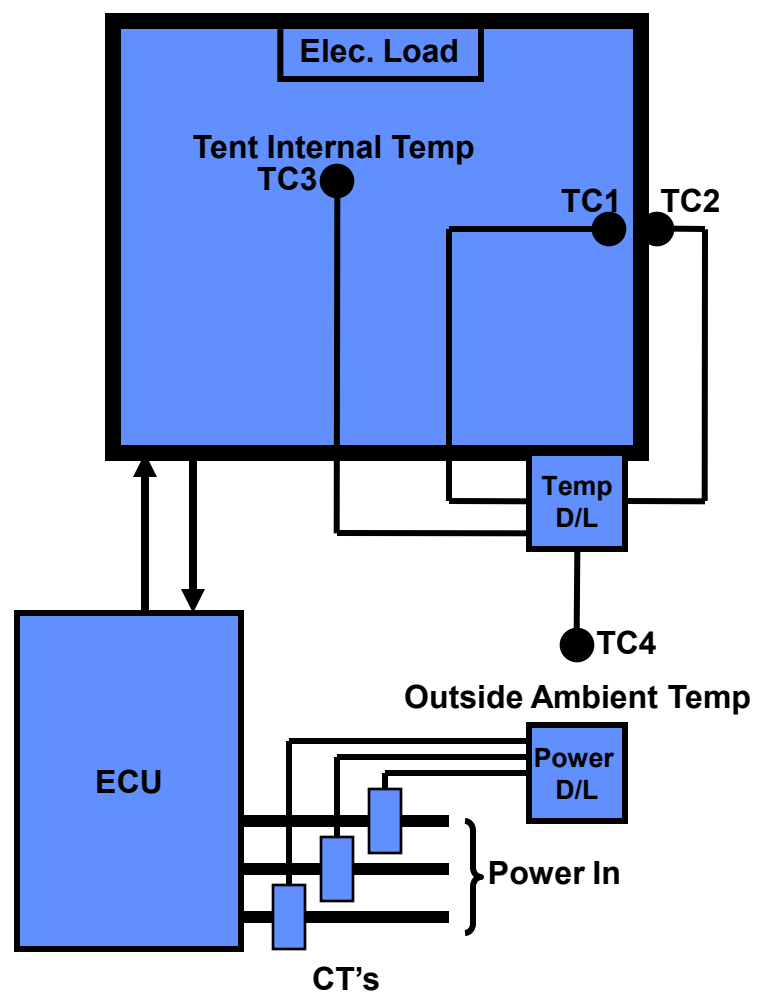 Elec. Load
Tent Internal Temp
TC3
TC1
TC2
Temp
D/L
TC4
Outside Ambient Temp
Power
D/L
ECU
Power In
CT’s